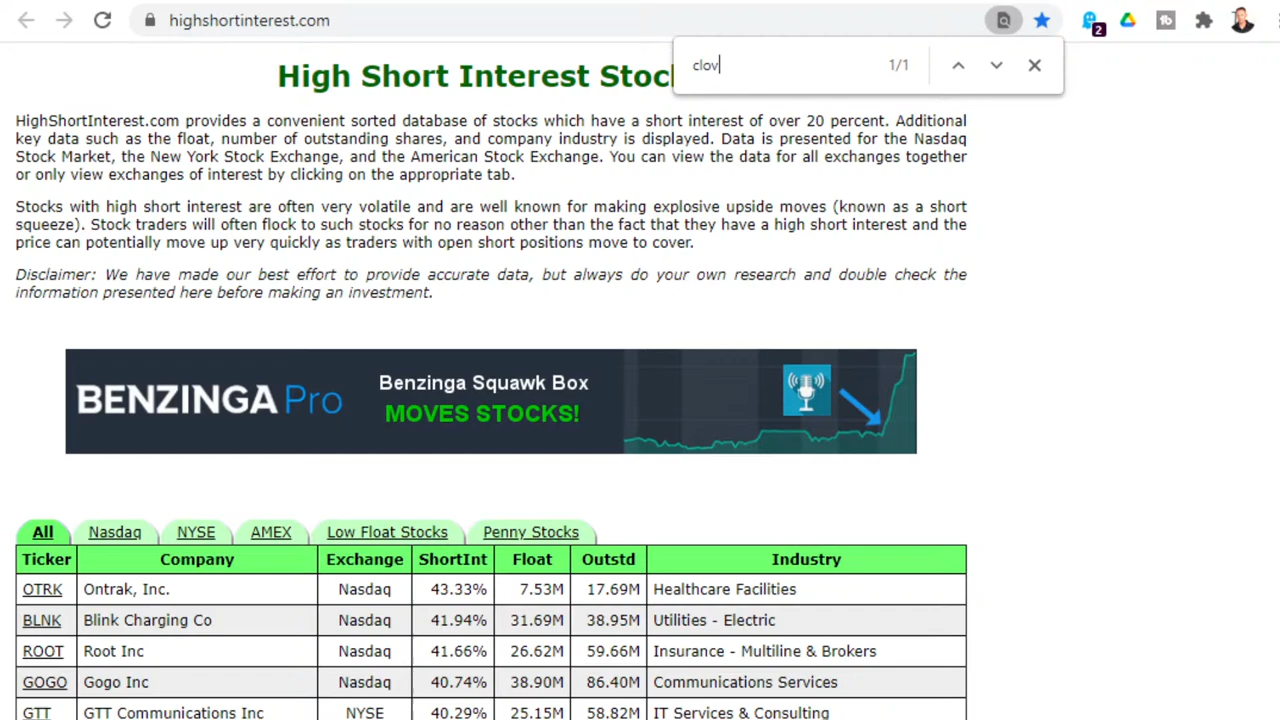 highshortinterest.com
2
clov
1/1
High Short Interest
HighShortInterest.com provides a convenient sorted database of stocks which have a short interest of over 20 percent. Additional
key data such as the float, number of outstanding shares, and company industry is displayed. Data is presented for the Nasdaq
Stock Market, the New York Stock Exchange, and the American Stock Exchange. You can view the data for all exchanges together
or only view exchanges of interest by clicking on the appropriate tab.
Stocks with high short interest are often very volatile and are well known for making explosive upside moves (known as a short
squeeze). Stock traders will often flock to such stocks for no reason other than the fact that they have a high short interest and the
price can potentially move up very quickly as traders with open short positions move to cover.
Disclaimer: We have made our best effort to provide accurate data, but always do your own research and double check the
information presented here before making an investment.
BENZINGA Pro
Benzinga Squawk Box
MOVES STOCKS!
All Nasdaq NYSE AMEX Low Float Stocks Penny Stocks
Ticker Company Exchange ShortInt Float Outstd Industry
OTRK Ontrak, Inc. Nasdaq 43.33% 7.53M 17.69M Healthcare Facilities
BLNK Blink Charging Co Nasdaq 41.94% 31.69M 38.95M Utilities - Electric
ROOT Root Inc Nasdaq 41.66% 26.62M 59.66M Insurance - Multiline & Brokers
GOGO Gogo Inc Nasdaq 40.74% 38.90M 86.40M Communications Services
GTT GTT Communications Inc NYSE 40.29% 25.15M 58.82M IT Services & Consulting